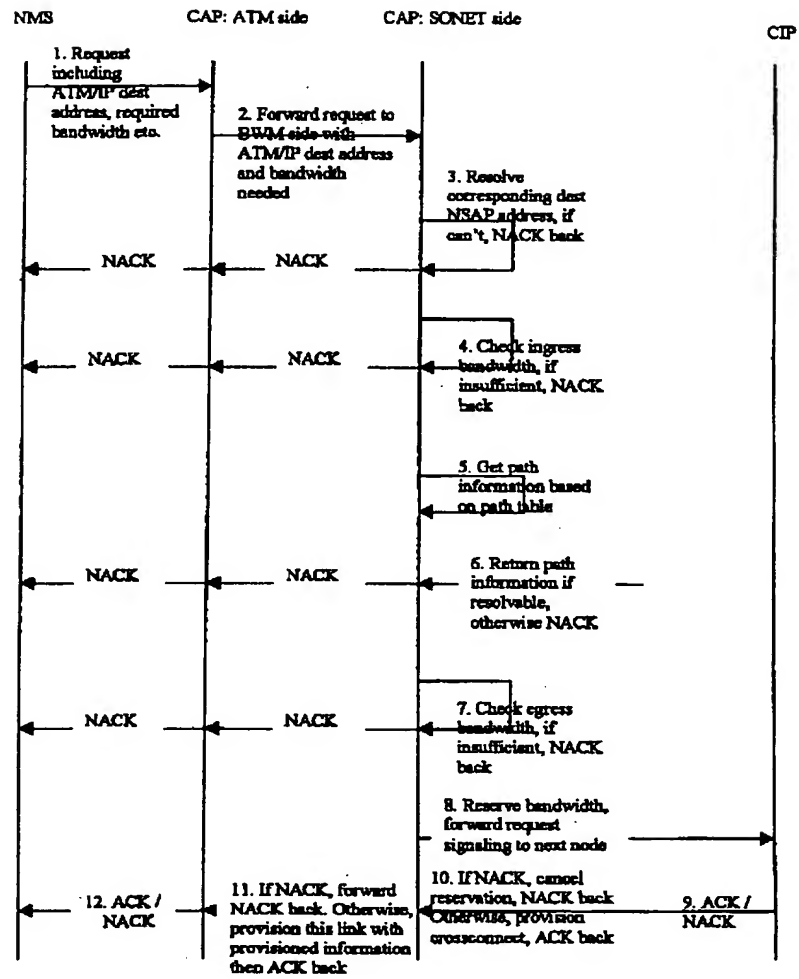 NMS
CAP: ATM side
CAP: SONET side
CIP
1. Request
including
ATM/IP dest
address, required
bandwidth etc.
2. Forward request to
BWM side with
ATM/IP dest address
and bandwidth
needed
3. Resolve
corresponding dest
NSAP address, if
can't, NACK back
NACK
NACK
4. Check ingress
bandwidth, if
insufficient, NACK
back
NACK
NACK
5. Get path
information based
on path table
6. Return path
information if
resolvable,
otherwise NACK
NACK
NACK
7. Check egress
bandwidth, if
insufficient, NACK
back
NACK
NACK
8. Reserve bandwidth,
forward request
signaling to next node
9. ACK /
NACK
10. If NACK, cancel
reservation, NACK back
Otherwise, provision
crossconnect, ACK back
11. If NACK, forward
NACK back. Otherwise,
provision this link with
provisioned information
then ACK back
12. ACK /
NACK